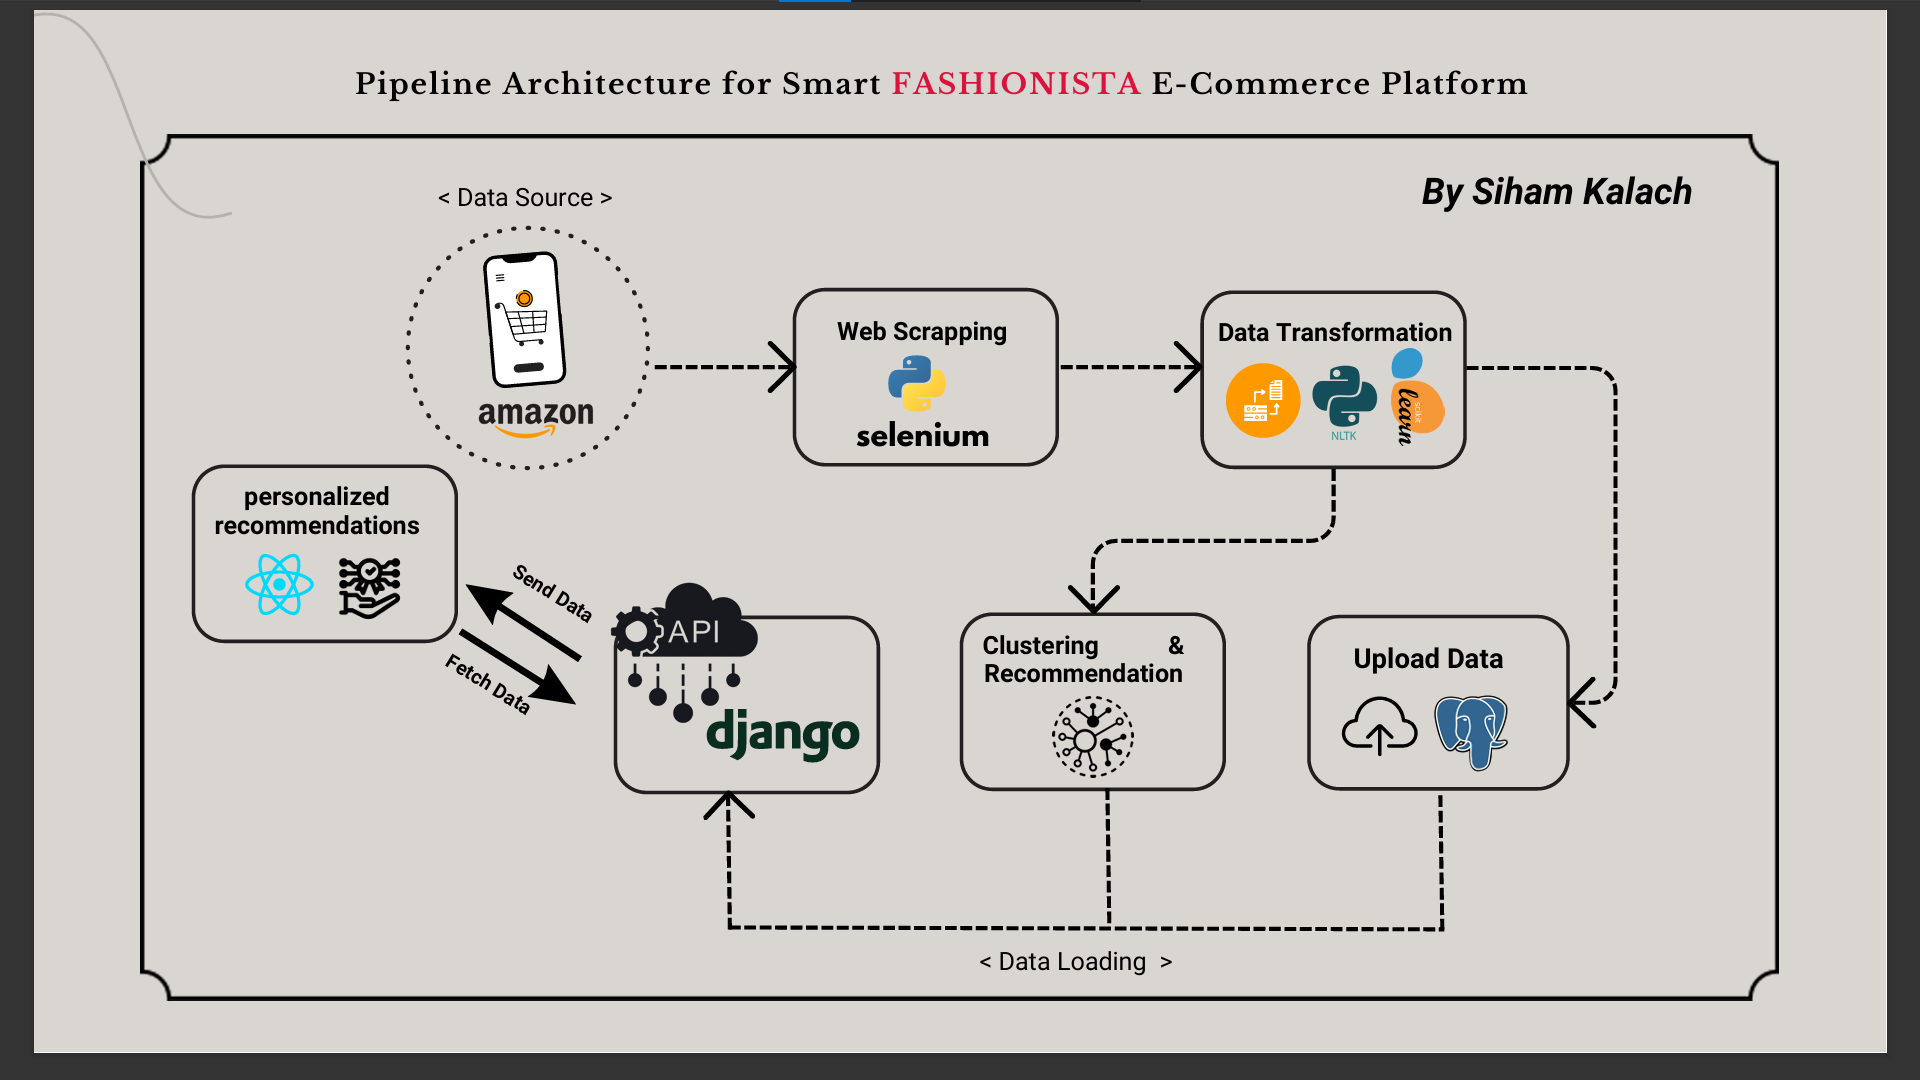 Pipeline Architecture for Smart FASHIONISTA E-Commerce Platform
By Siham Kalach
< Data Source >
amazon
Web Scrapping
selenium
Data Transformation
NLTK
scikit
learn
personalized
recommendations
Send Data
Fetch Data
API
django
Clustering &
Recommendation
Upload Data
< Data Loading >